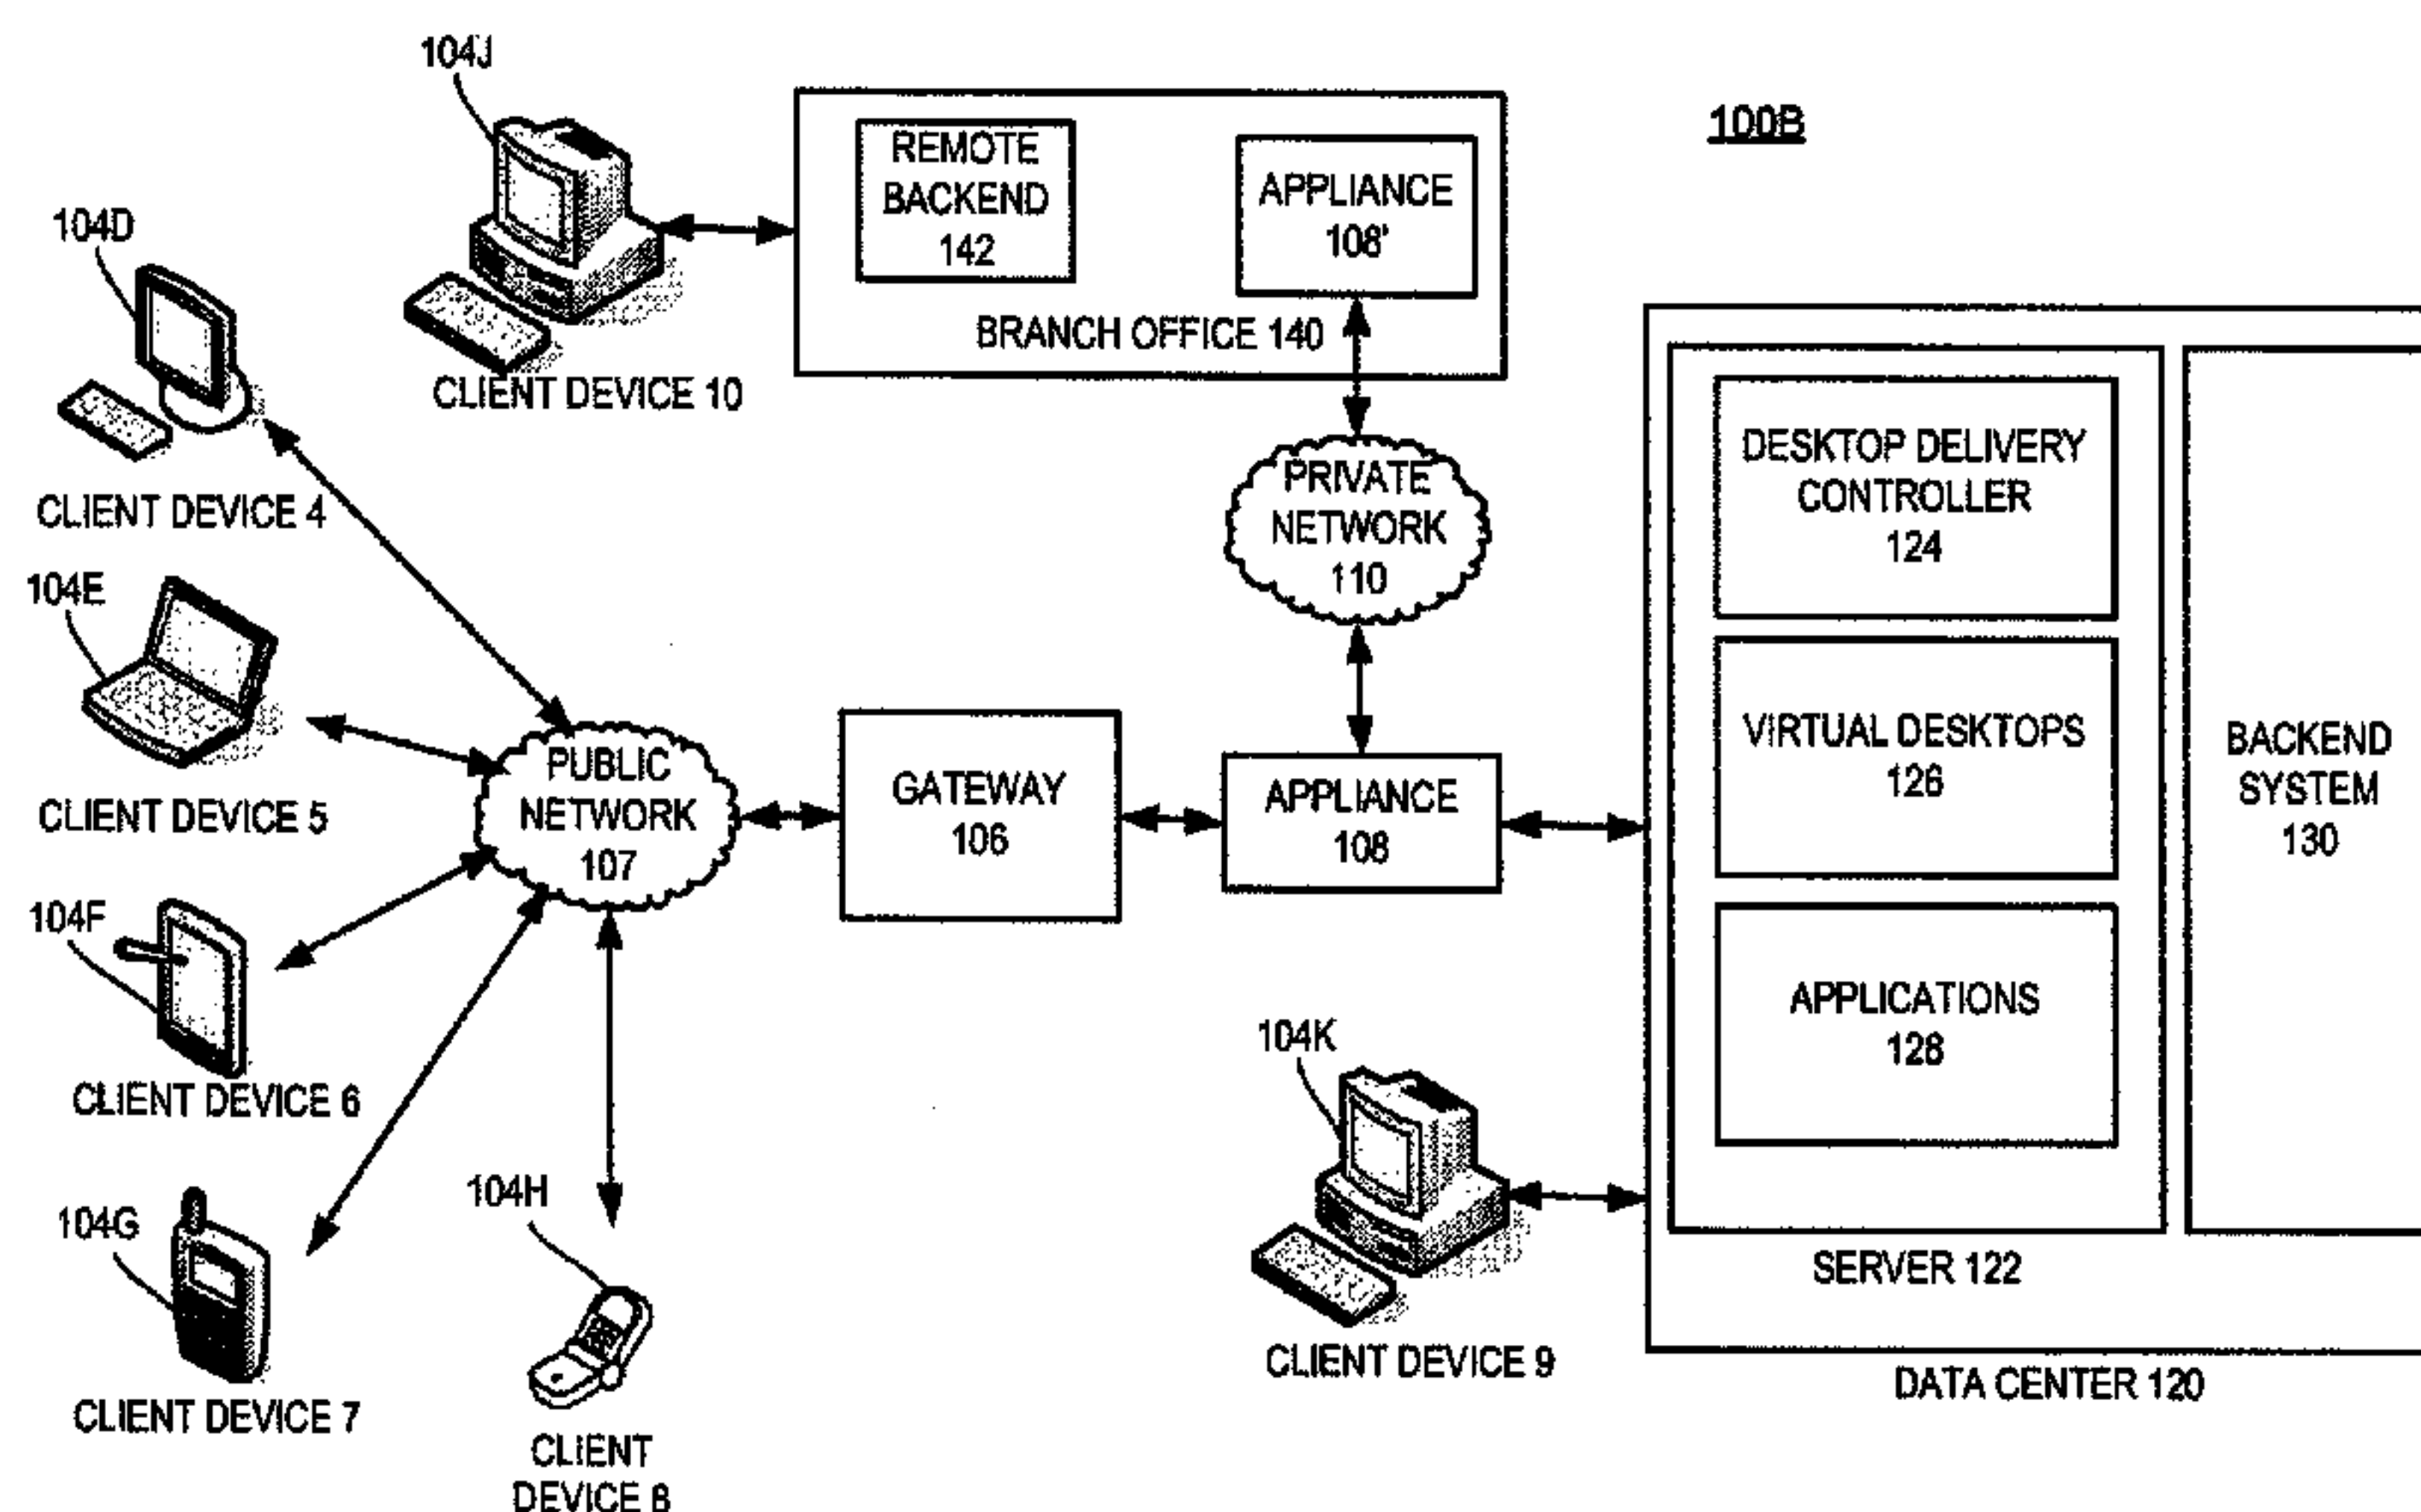 104J
100B
REMOTE
BACKEND
142
APPLIANCE
108'
BRANCH OFFICE 140
CLIENT DEVICE 10
104D
CLIENT DEVICE 4
PRIVATE
NETWORK
110
DESKTOP DELIVERY
CONTROLLER
124
104E
CLIENT DEVICE 5
PUBLIC
NETWORK
107
GATEWAY
106
APPLIANCE
108
VIRTUAL DESKTOPS
126
BACKEND
SYSTEM
130
104F
CLIENT DEVICE 6
APPLICATIONS
128
104K
104G
CLIENT DEVICE 7
104H
CLIENT
DEVICE 8
CLIENT DEVICE 9
SERVER 122
DATA CENTER 120